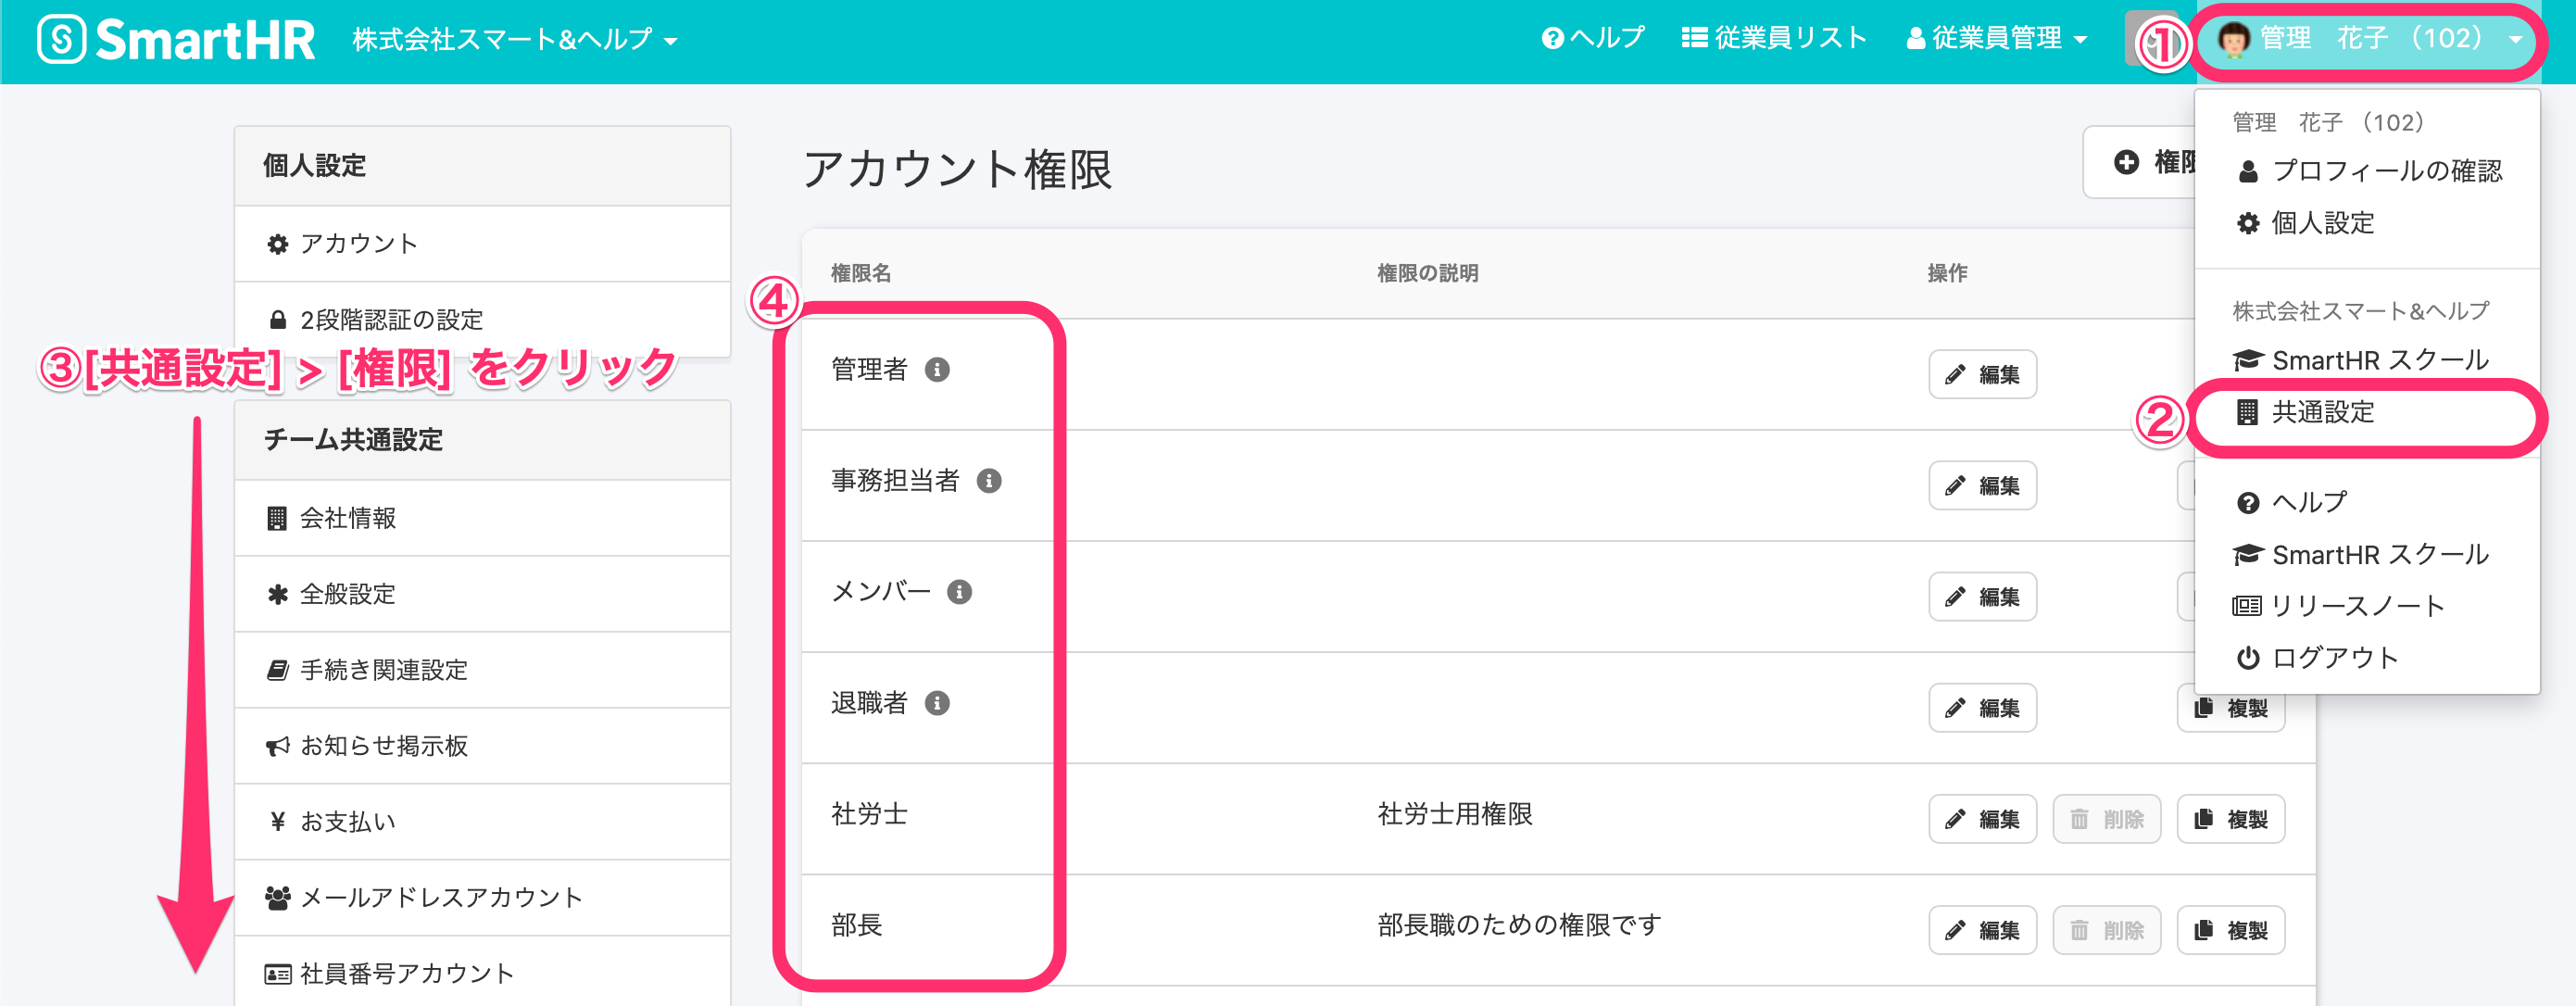 SmartHR 株式会社スマート&ヘルプ ヘルプ 従業員リスト 従業員管理 ① 管理 花子 （102）
管理 花子 （102）
プロフィールの確認
個人設定
株式会社スマート&ヘルプ
SmartHR スクール
② 共通設定
ヘルプ
SmartHR スクール
リリースノート
ログアウト
個人設定
アカウント
2段階認証の設定
③[共通設定] > [権限] をクリック
チーム共通設定
会社情報
全般設定
手続き関連設定
お知らせ掲示板
¥ お支払い
メールアドレスアカウント
社員番号アカウント
アカウント権限
権限
④
権限名 権限の説明 操作
管理者 編集
事務担当者 編集
メンバー 編集
退職者 編集 複製
社労士 社労士用権限 編集 削除 複製
部長 部長職のための権限です 編集 削除 複製